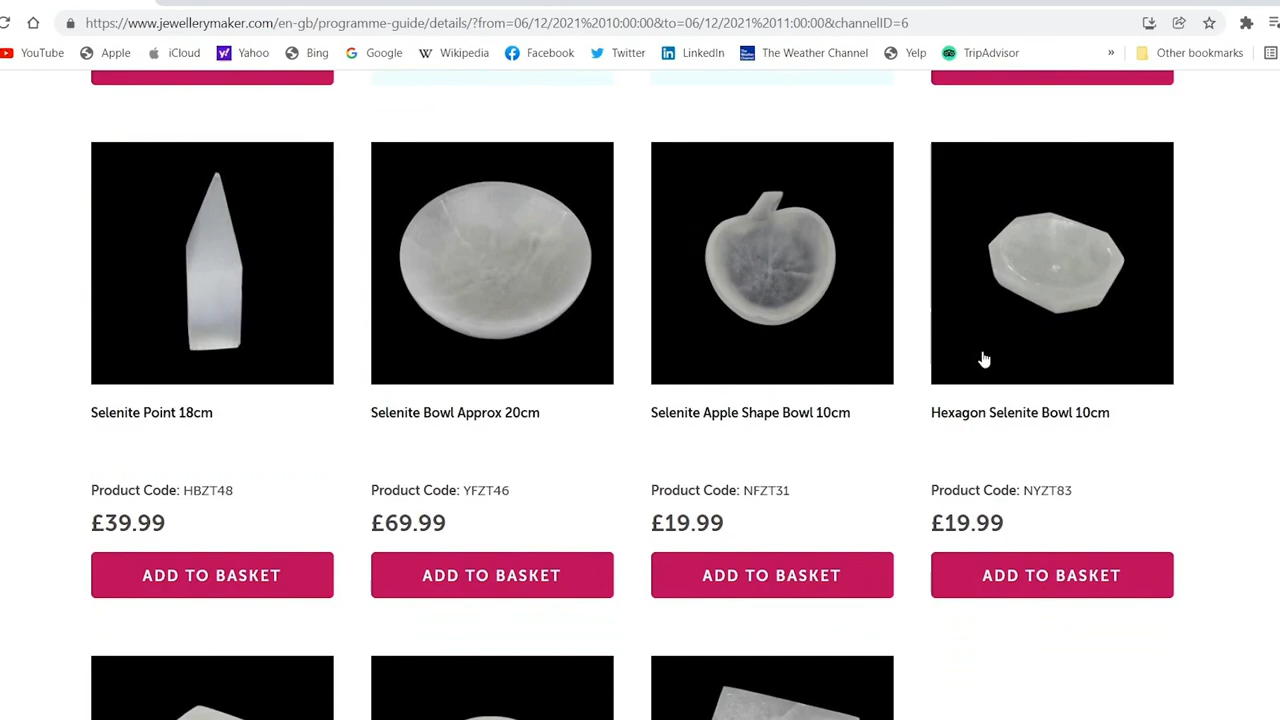 https://www.jewellerymaker.com/en-gb/programme-guide/details/?from=06/12/2021%2010:00:00&to=06/12/2021%2011:00:00&channelID=6
YouTube Apple iCloud Yahoo Bing Google Wikipedia Facebook Twitter LinkedIn The Weather Channel Yelp TripAdvisor » Other bookmarks
Selenite Point 18cm
Product Code: HBZT48
£39.99
ADD TO BASKET
Selenite Bowl Approx 20cm
Product Code: YFZT46
£69.99
ADD TO BASKET
Selenite Apple Shape Bowl 10cm
Product Code: NFZT31
£19.99
ADD TO BASKET
Hexagon Selenite Bowl 10cm
Product Code: NYZT83
£19.99
ADD TO BASKET